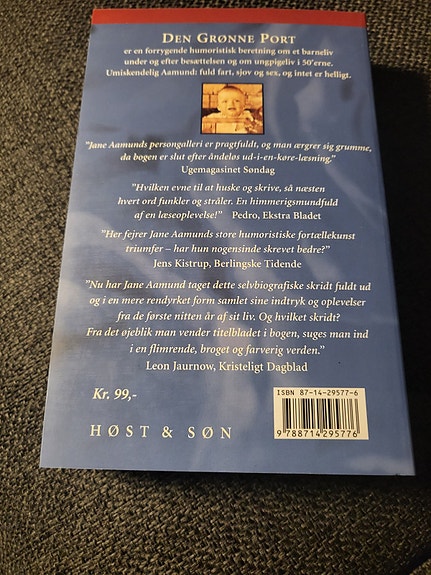 DEN GRØNNE PORT
er en forrygende humoristisk beretning om et barneliv
under og efter besættelsen og om ungpigeliv i 50'erne.
Umiskendelig Aamund: fuld fart, sjov og sex, og intet er helligt.
"Jane Aamunds persongalleri er pragtfuldt, og man ærgrer sig grumme,
da bogen er slut efter åndeløs ud-i-en-køre-læsning."
Ugemagasinet Søndag
"Hvilken evne til at huske og skrive, så næsten
hvert ord funkler og stråler. En himmerigsmundfuld
af en læseoplevelse!" Pedro, Ekstra Bladet
"Her fejrer Jane Aamunds store humoristiske fortællekunst
triumfer – har hun nogensinde skrevet bedre?"
Jens Kistrup, Berlingske Tidende
"Nu har Jane Aamund taget dette selvbiografiske skridt fuldt ud
og i en mere rendyrket form samlet sine indtryk og oplevelser
fra de første nitten år af sit liv. Og hvilket skridt?
Fra det øjeblik man vender titelbladet i bogen, suges man ind
i en flimrende, broget og farverig verden."
Leon Jaurnow, Kristeligt Dagblad
Kr. 99,-
ISBN 87-14-29577-6
9 788714 295776
HØST & SØN